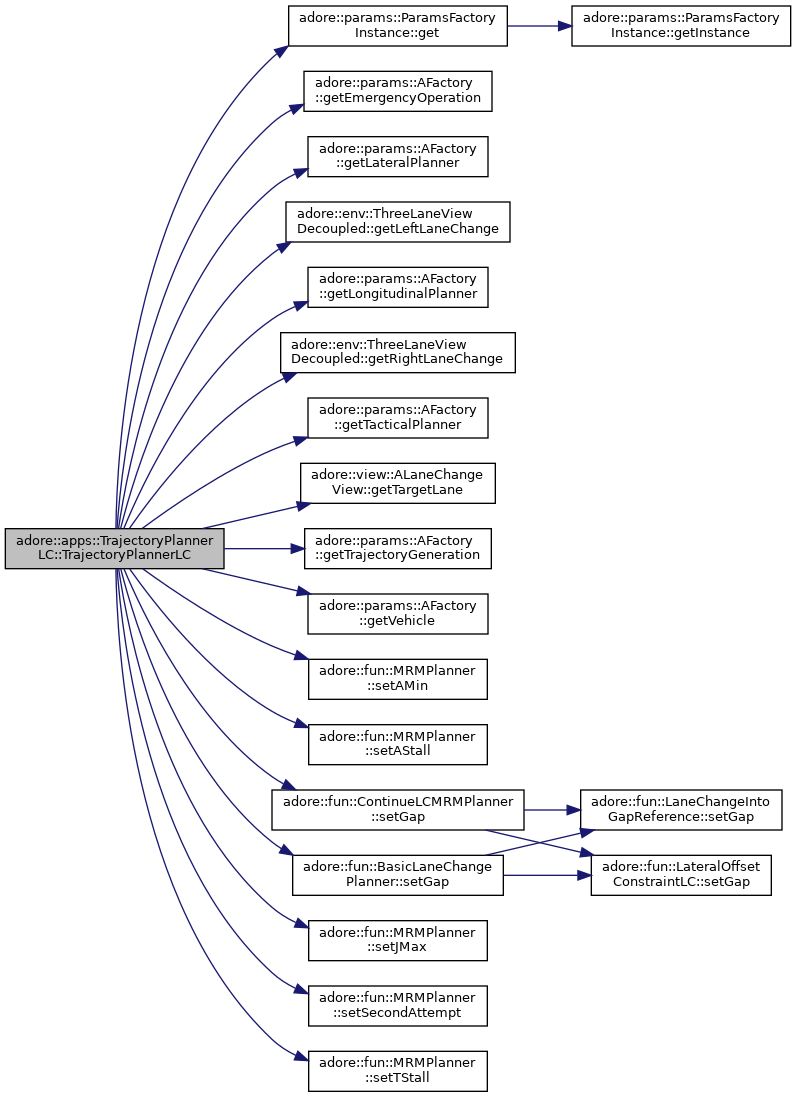 adore::params::ParamsFactory
Instance::get
adore::params::ParamsFactory
Instance::getInstance
adore::params::AFactory
::getEmergencyOperation
adore::params::AFactory
::getLateralPlanner
adore::env::ThreeLaneView
Decoupled::getLeftLaneChange
adore::params::AFactory
::getLongitudinalPlanner
adore::env::ThreeLaneView
Decoupled::getRightLaneChange
adore::params::AFactory
::getTacticalPlanner
adore::view::ALaneChange
View::getTargetLane
adore::apps::TrajectoryPlanner
LC::TrajectoryPlannerLC
adore::params::AFactory
::getTrajectoryGeneration
adore::params::AFactory
::getVehicle
adore::fun::MRMPlanner
::setAMin
adore::fun::MRMPlanner
::setAStall
adore::fun::ContinueLCMRMPlanner
::setGap
adore::fun::LaneChangeInto
GapReference::setGap
adore::fun::BasicLaneChange
Planner::setGap
adore::fun::LateralOffset
ConstraintLC::setGap
adore::fun::MRMPlanner
::setJMax
adore::fun::MRMPlanner
::setSecondAttempt
adore::fun::MRMPlanner
::setTStall